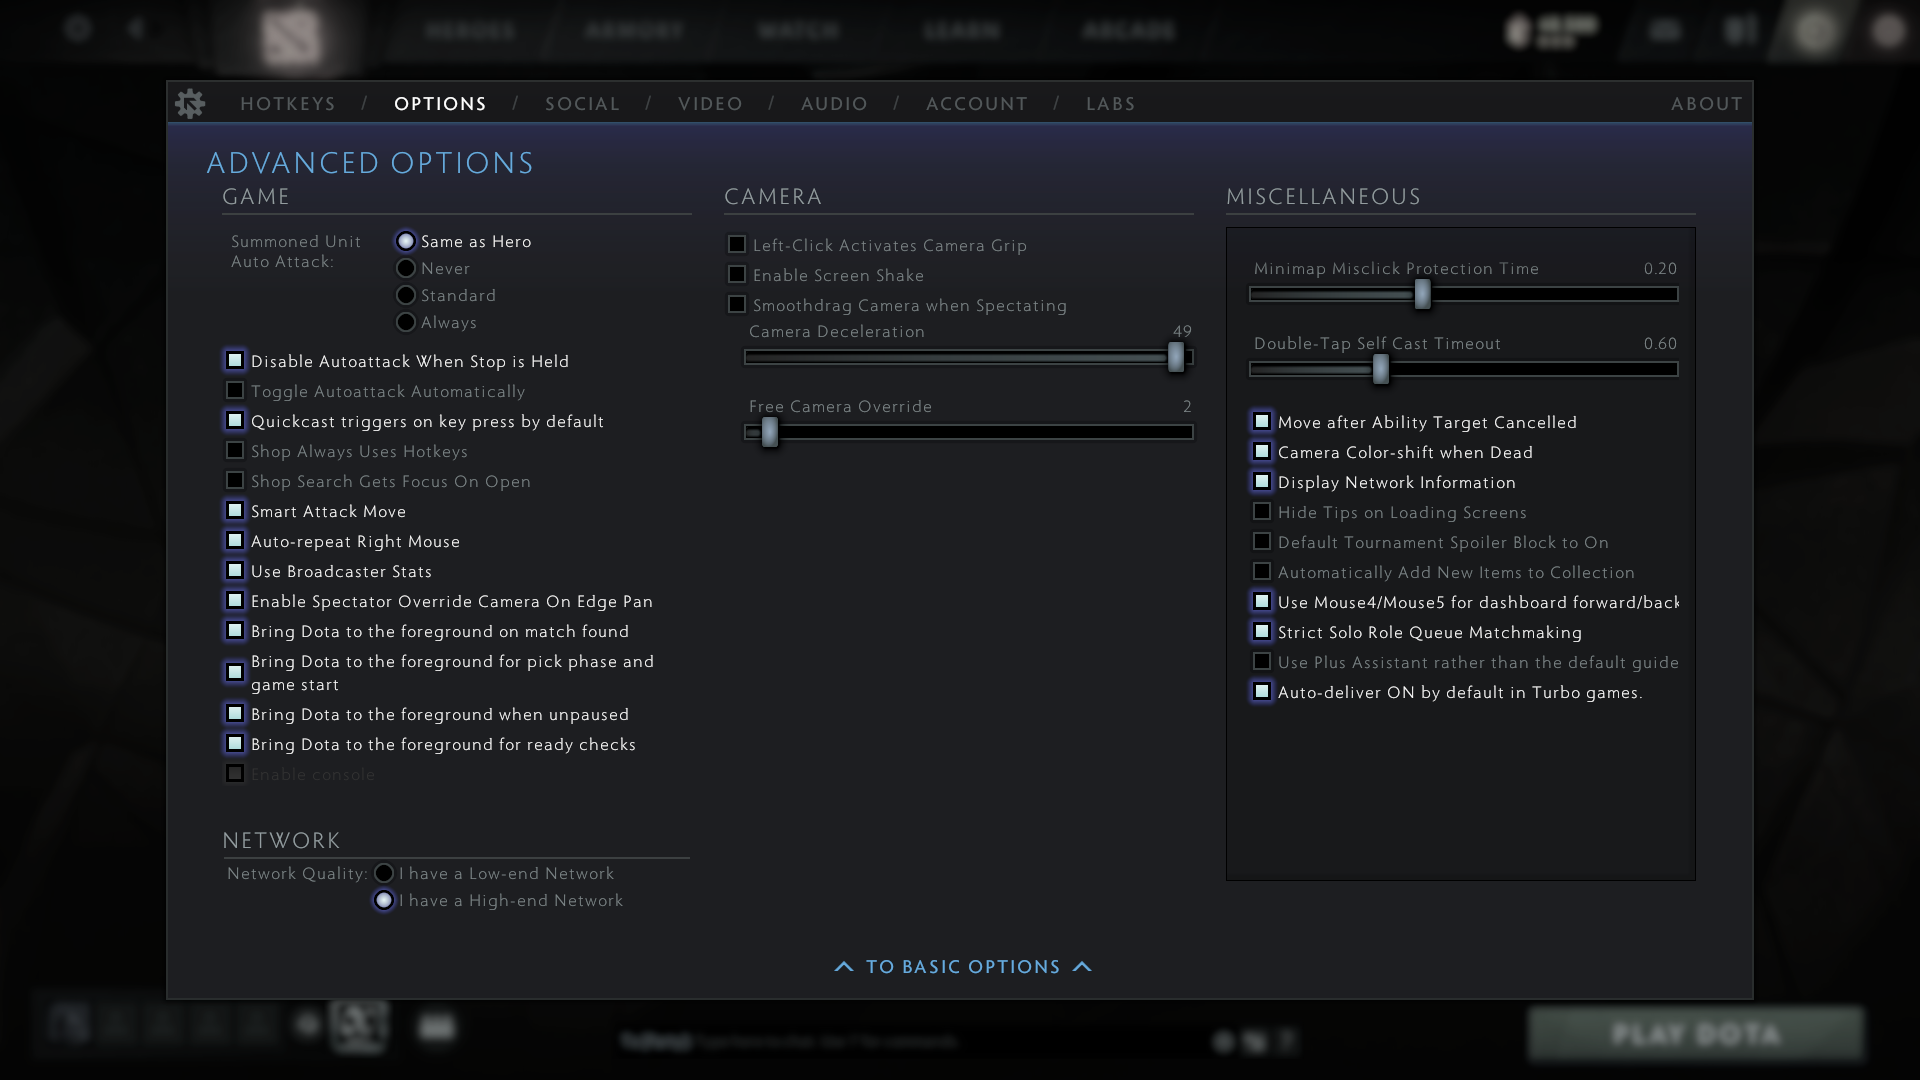 HEROES ARMORY WATCH LEARN ARCADE
HOTKEYS / OPTIONS / SOCIAL / VIDEO / AUDIO / ACCOUNT / LABS ABOUT
ADVANCED OPTIONS
GAME
Summoned Unit
Auto Attack:
Same as Hero
Never
Standard
Always
Disable Autoattack When Stop is Held
Toggle Autoattack Automatically
Quickcast triggers on key press by default
Shop Always Uses Hotkeys
Shop Search Gets Focus On Open
Smart Attack Move
Auto-repeat Right Mouse
Use Broadcaster Stats
Enable Spectator Override Camera On Edge Pan
Bring Dota to the foreground on match found
Bring Dota to the foreground for pick phase and
game start
Bring Dota to the foreground when unpaused
Bring Dota to the foreground for ready checks
Enable console
NETWORK
Network Quality:
I have a Low-end Network
I have a High-end Network
CAMERA
Left-Click Activates Camera Grip
Enable Screen Shake
Smoothdrag Camera when Spectating
Camera Deceleration 49
Free Camera Override 2
MISCELLANEOUS
Minimap Misclick Protection Time 0.20
Double-Tap Self Cast Timeout 0.60
Move after Ability Target Cancelled
Camera Color-shift when Dead
Display Network Information
Hide Tips on Loading Screens
Default Tournament Spoiler Block to On
Automatically Add New Items to Collection
Use Mouse4/Mouse5 for dashboard forward/back
Strict Solo Role Queue Matchmaking
Use Plus Assistant rather than the default guide
Auto-deliver ON by default in Turbo games.
TO BASIC OPTIONS
PLAY DOTA